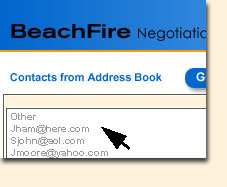 BeachFire Negotiatio
Contacts from Address Book G
Other
Jham@here.com
Sjohn@aol.com
Jmoore@yahoo.com